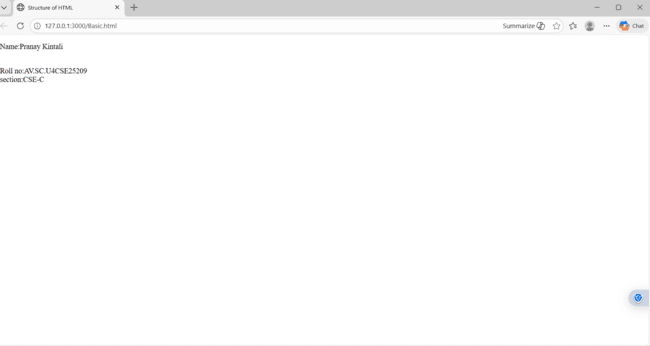 Structure of HTML
127.0.0.1:3000/Basic.html
Summarize
Chat
Name:Pranay Kintali
Roll no:AV.SC.U4CSE25209
section:CSE-C